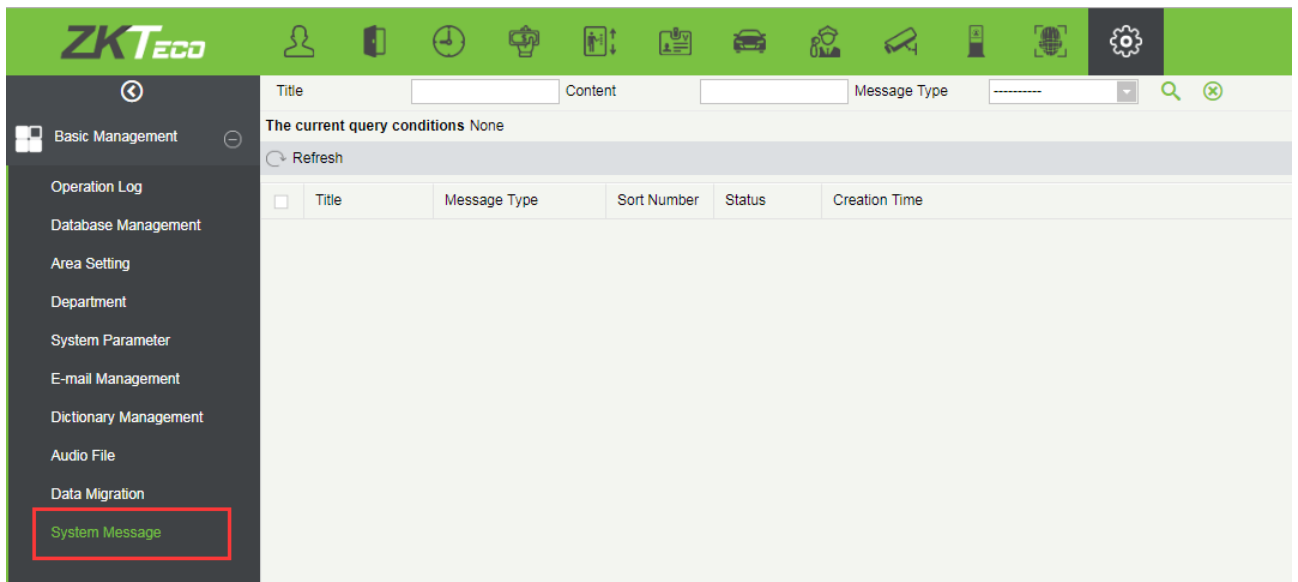 ZKTECO
Title Content Message Type ----------
The current query conditions None
Refresh
Title Message Type Sort Number Status Creation Time
Basic Management
Operation Log
Database Management
Area Setting
Department
System Parameter
E-mail Management
Dictionary Management
Audio File
Data Migration
System Message